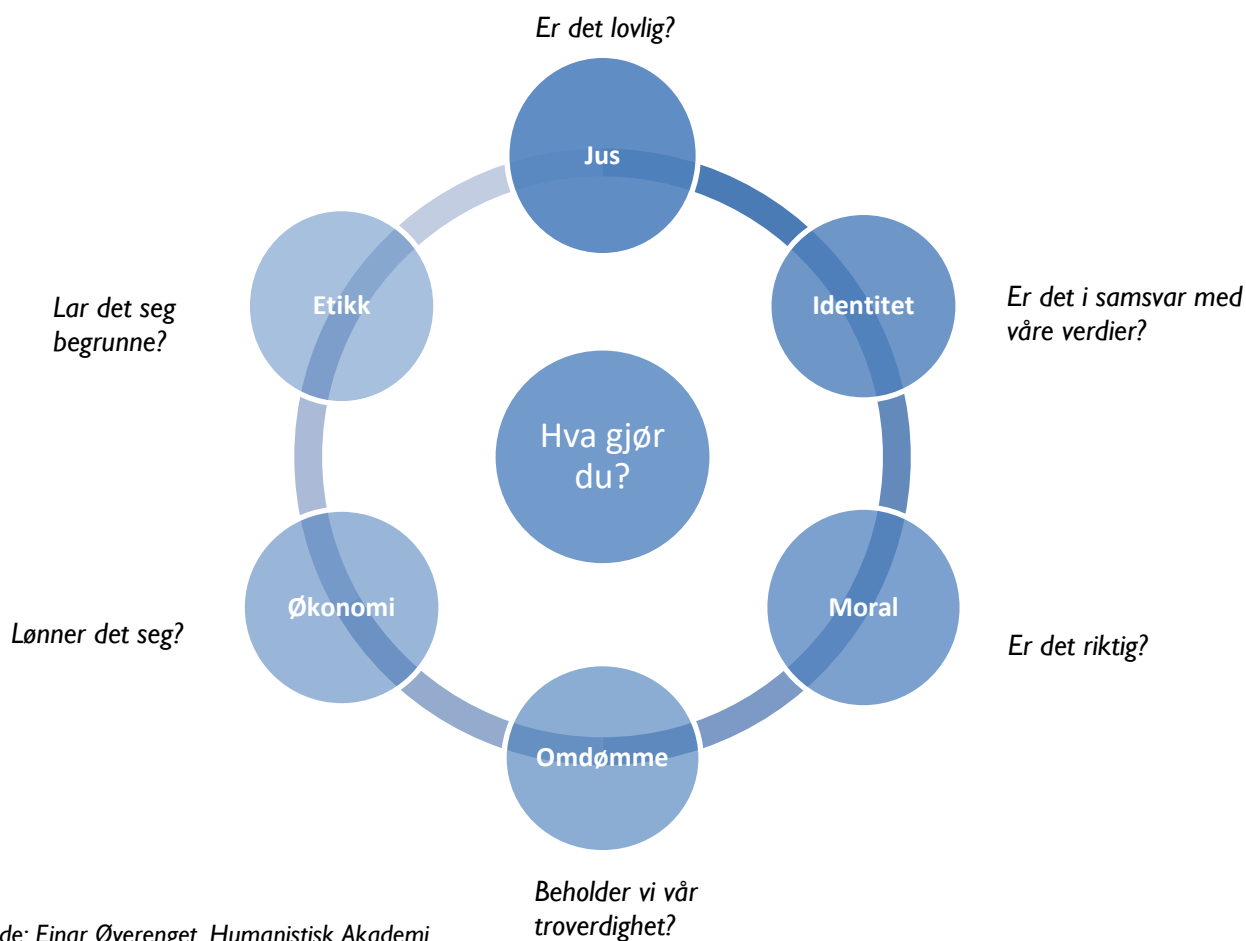 Er det lovlig?
Jus
Identitet
Er det i samsvar med
våre verdier?
Etikk
Lar det seg
begrunne?
Hva gjør
du?
Økonomi
Lønner det seg?
Moral
Er det riktig?
Omdømme
Beholder vi vår
troverdighet?
de: Einar Øverenget, Humanistisk Akademi